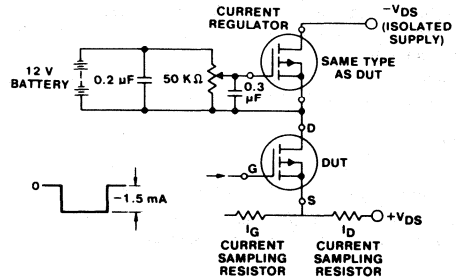 CURRENT
REGULATOR
−VDS
(ISOLATED
SUPPLY)
SAME TYPE
AS DUT
12 V
BATTERY
0.2 µF
50 KΩ
0.3
µF
D
DUT
G
S
0
−1.5 mA
+VDS
IG
CURRENT
SAMPLING
RESISTOR
ID
CURRENT
SAMPLING
RESISTOR